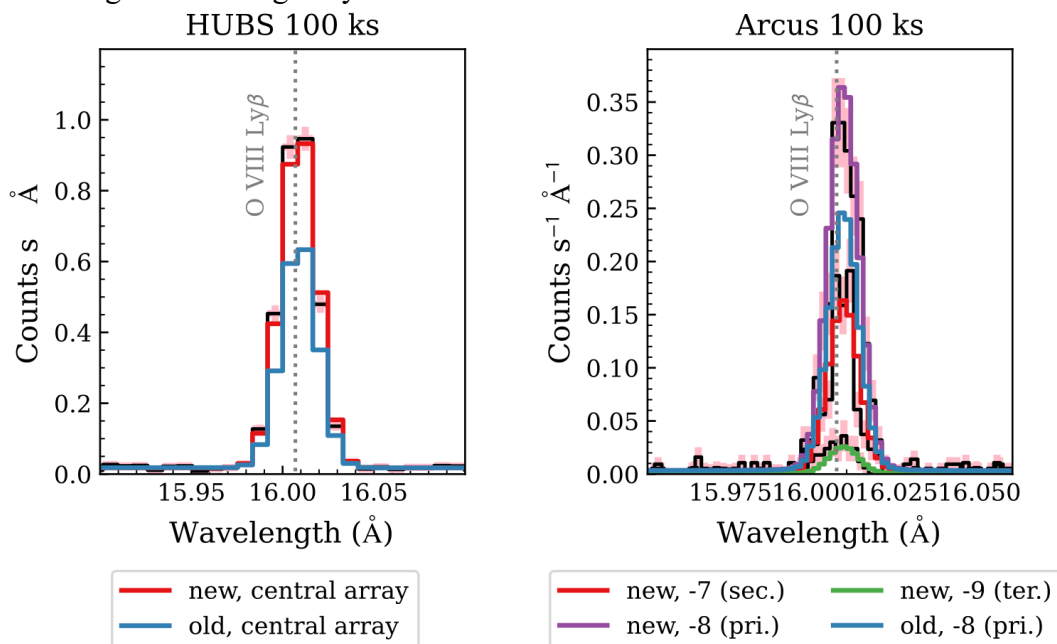 HUBS 100 ks
Counts s Å
1.0
0.8
0.6
0.4
0.2
0.0
O VIII Lyβ
15.95 16.00 16.05
Wavelength (Å)
new, central array
old, central array
Arcus 100 ks
Counts s⁻¹ Å⁻¹
0.35
0.30
0.25
0.20
0.15
0.10
0.05
0.00
O VIII Lyβ
15.975 16.000 16.025 16.050
Wavelength (Å)
new, -7 (sec.)
new, -8 (pri.)
new, -9 (ter.)
old, -8 (pri.)